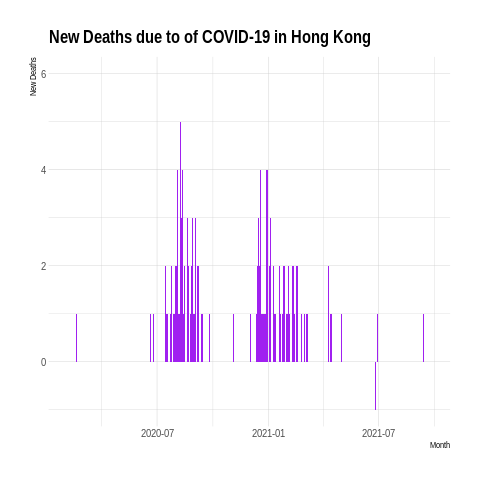 New Deaths due to of COVID-19 in Hong Kong
New Deaths
6
4
2
0
2020-07 2021-01 2021-07
Month